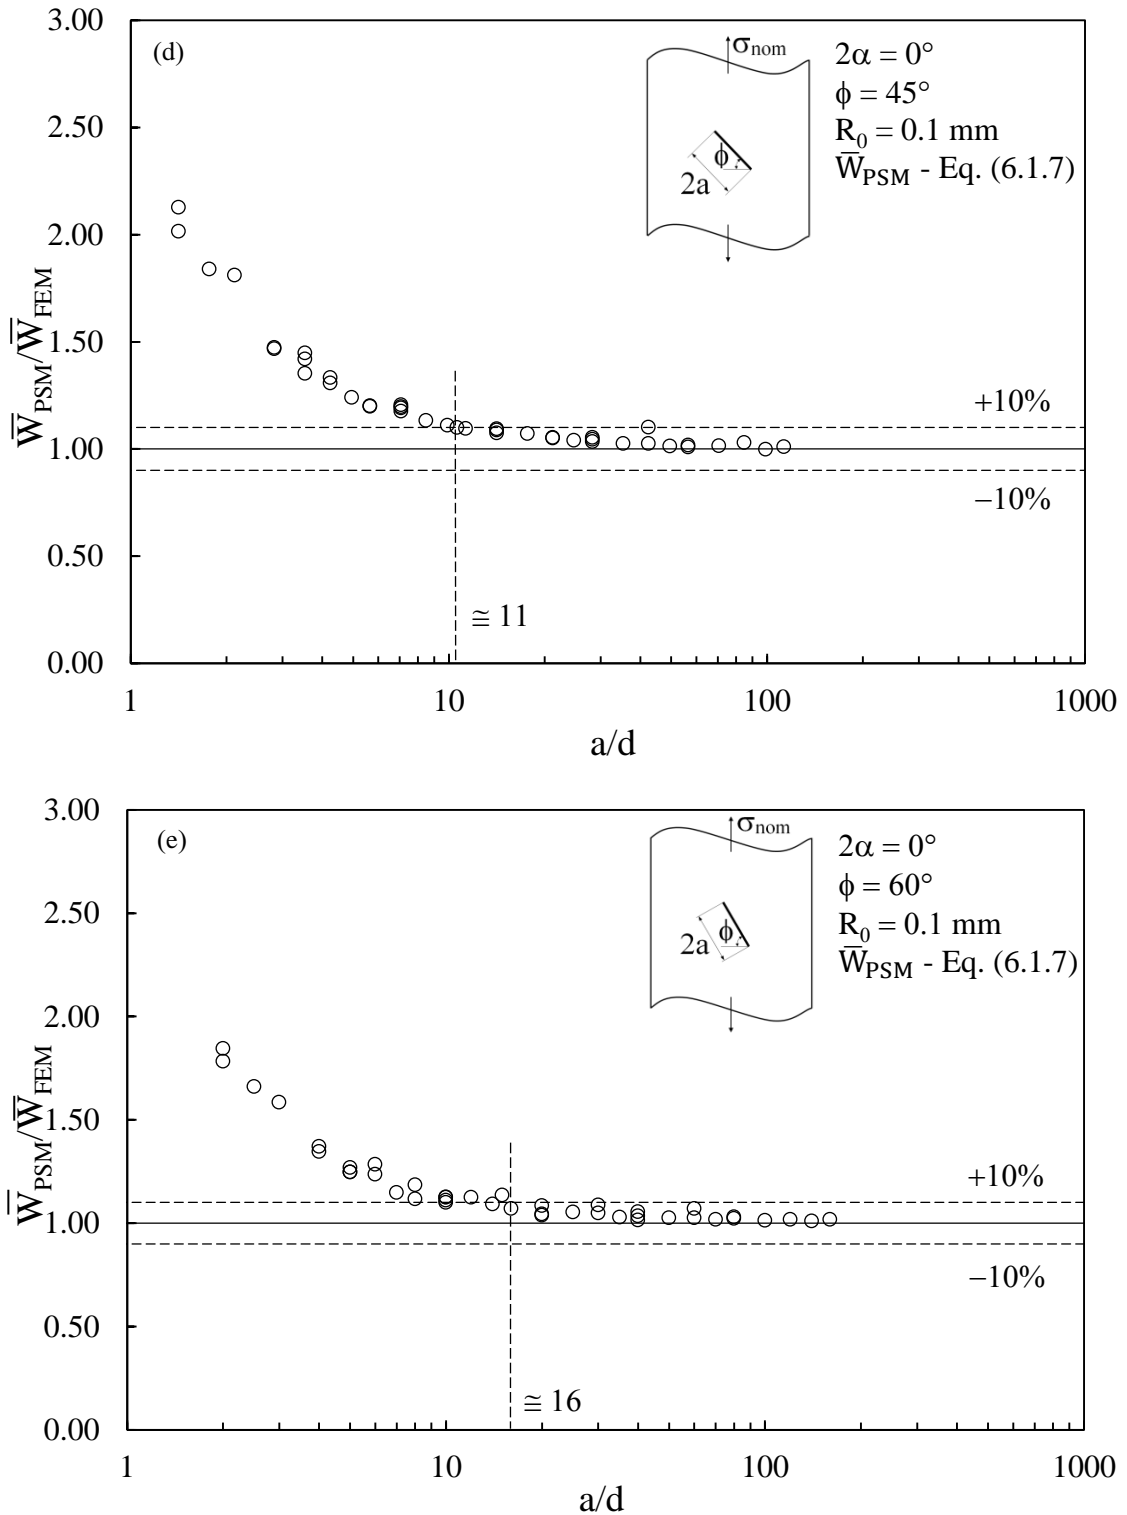 (d)
3.00
2.50
2.00
1.50
1.00
0.50
0.00
W̅PSM/W̅FEM
σnom
ϕ
2a
2α = 0°
ϕ = 45°
R0 = 0.1 mm
W̅PSM - Eq. (6.1.7)
+10%
−10%
≅ 11
1 10 100 1000
a/d
(e)
3.00
2.50
2.00
1.50
1.00
0.50
0.00
W̅PSM/W̅FEM
σnom
2a ϕ
2α = 0°
ϕ = 60°
R0 = 0.1 mm
W̅PSM - Eq. (6.1.7)
+10%
−10%
≅ 16
1 10 100 1000
a/d